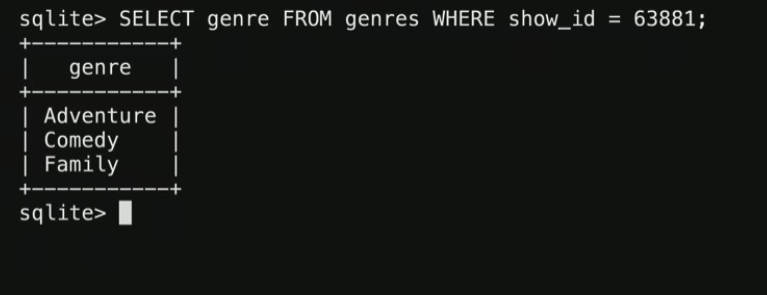 sqlite> SELECT genre FROM genres WHERE show_id = 63881;
+-----------+
|   genre   |
+-----------+
| Adventure |
| Comedy    |
| Family    |
+-----------+
sqlite>